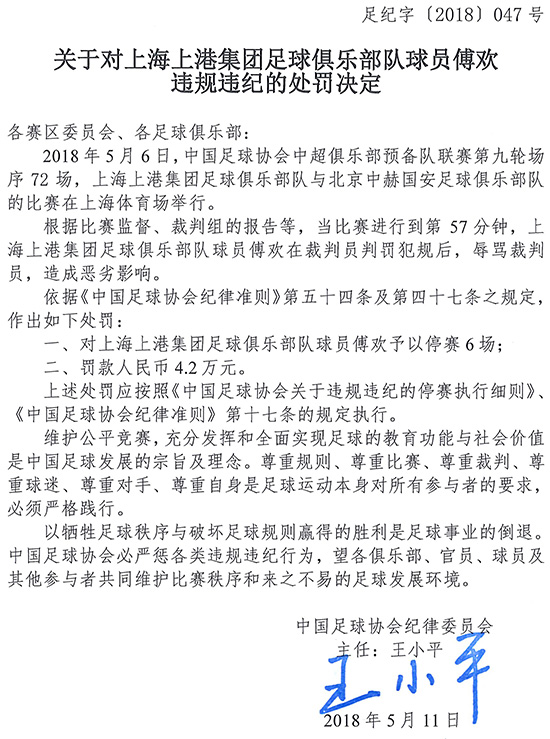 足纪字〔2018〕047 号
关于对上海上港集团足球俱乐部队球员傅欢
违规违纪的处罚决定
各赛区委员会、各足球俱乐部：
2018 年 5 月 6 日,中国足球协会中超俱乐部预备队联赛第九轮场
序 72 场，上海上港集团足球俱乐部队与北京中赫国安足球俱乐部队
的比赛在上海体育场举行。
根据比赛监督、裁判组的报告等，当比赛进行到第 57 分钟，上
海上港集团足球俱乐部队球员傅欢在裁判员判罚犯规后，辱骂裁判
员，造成恶劣影响。
依据《中国足球协会纪律准则》第五十四条及第四十七条之规定，
作出如下处罚：
一、对上海上港集团足球俱乐部队球员傅欢予以停赛 6 场；
二、罚款人民币 4.2 万元。
上述处罚应按照《中国足球协会关于违规违纪的停赛执行细则》、
《中国足球协会纪律准则》第十七条的规定执行。
维护公平竞赛，充分发挥和全面实现足球的教育功能与社会价值
是中国足球发展的宗旨及理念。尊重规则、尊重比赛、尊重裁判、尊
重球迷、尊重对手、尊重自身是足球运动本身对所有参与者的要求，
必须严格践行。
以牺牲足球秩序与破坏足球规则赢得的胜利是足球事业的倒退。
中国足球协会必严惩各类违规违纪行为，望各俱乐部、官员、球员及
其他参与者共同维护比赛秩序和来之不易的足球发展环境。
中国足球协会纪律委员会
主任：王小平
王小平
2018 年 5 月 11 日